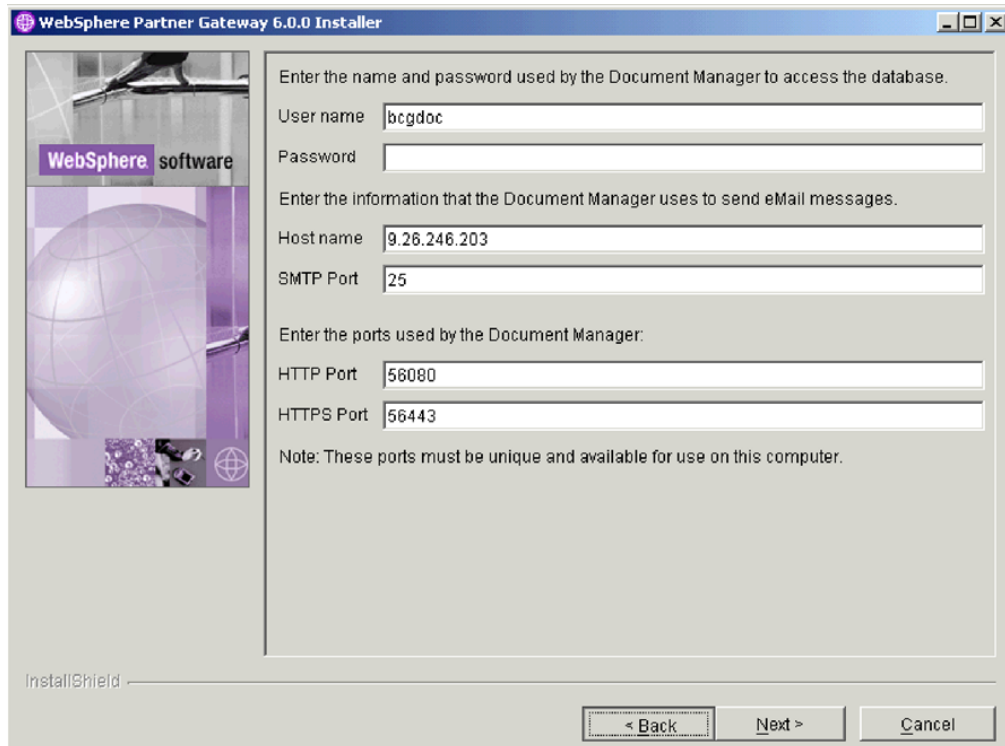 WebSphere Partner Gateway 6.0.0 Installer
WebSphere software
Enter the name and password used by the Document Manager to access the database.
User name bcgdoc
Password
Enter the information that the Document Manager uses to send eMail messages.
Host name 9.26.246.203
SMTP Port 25
Enter the ports used by the Document Manager:
HTTP Port 56080
HTTPS Port 56443
Note: These ports must be unique and available for use on this computer.
InstallShield
< Back Next > Cancel